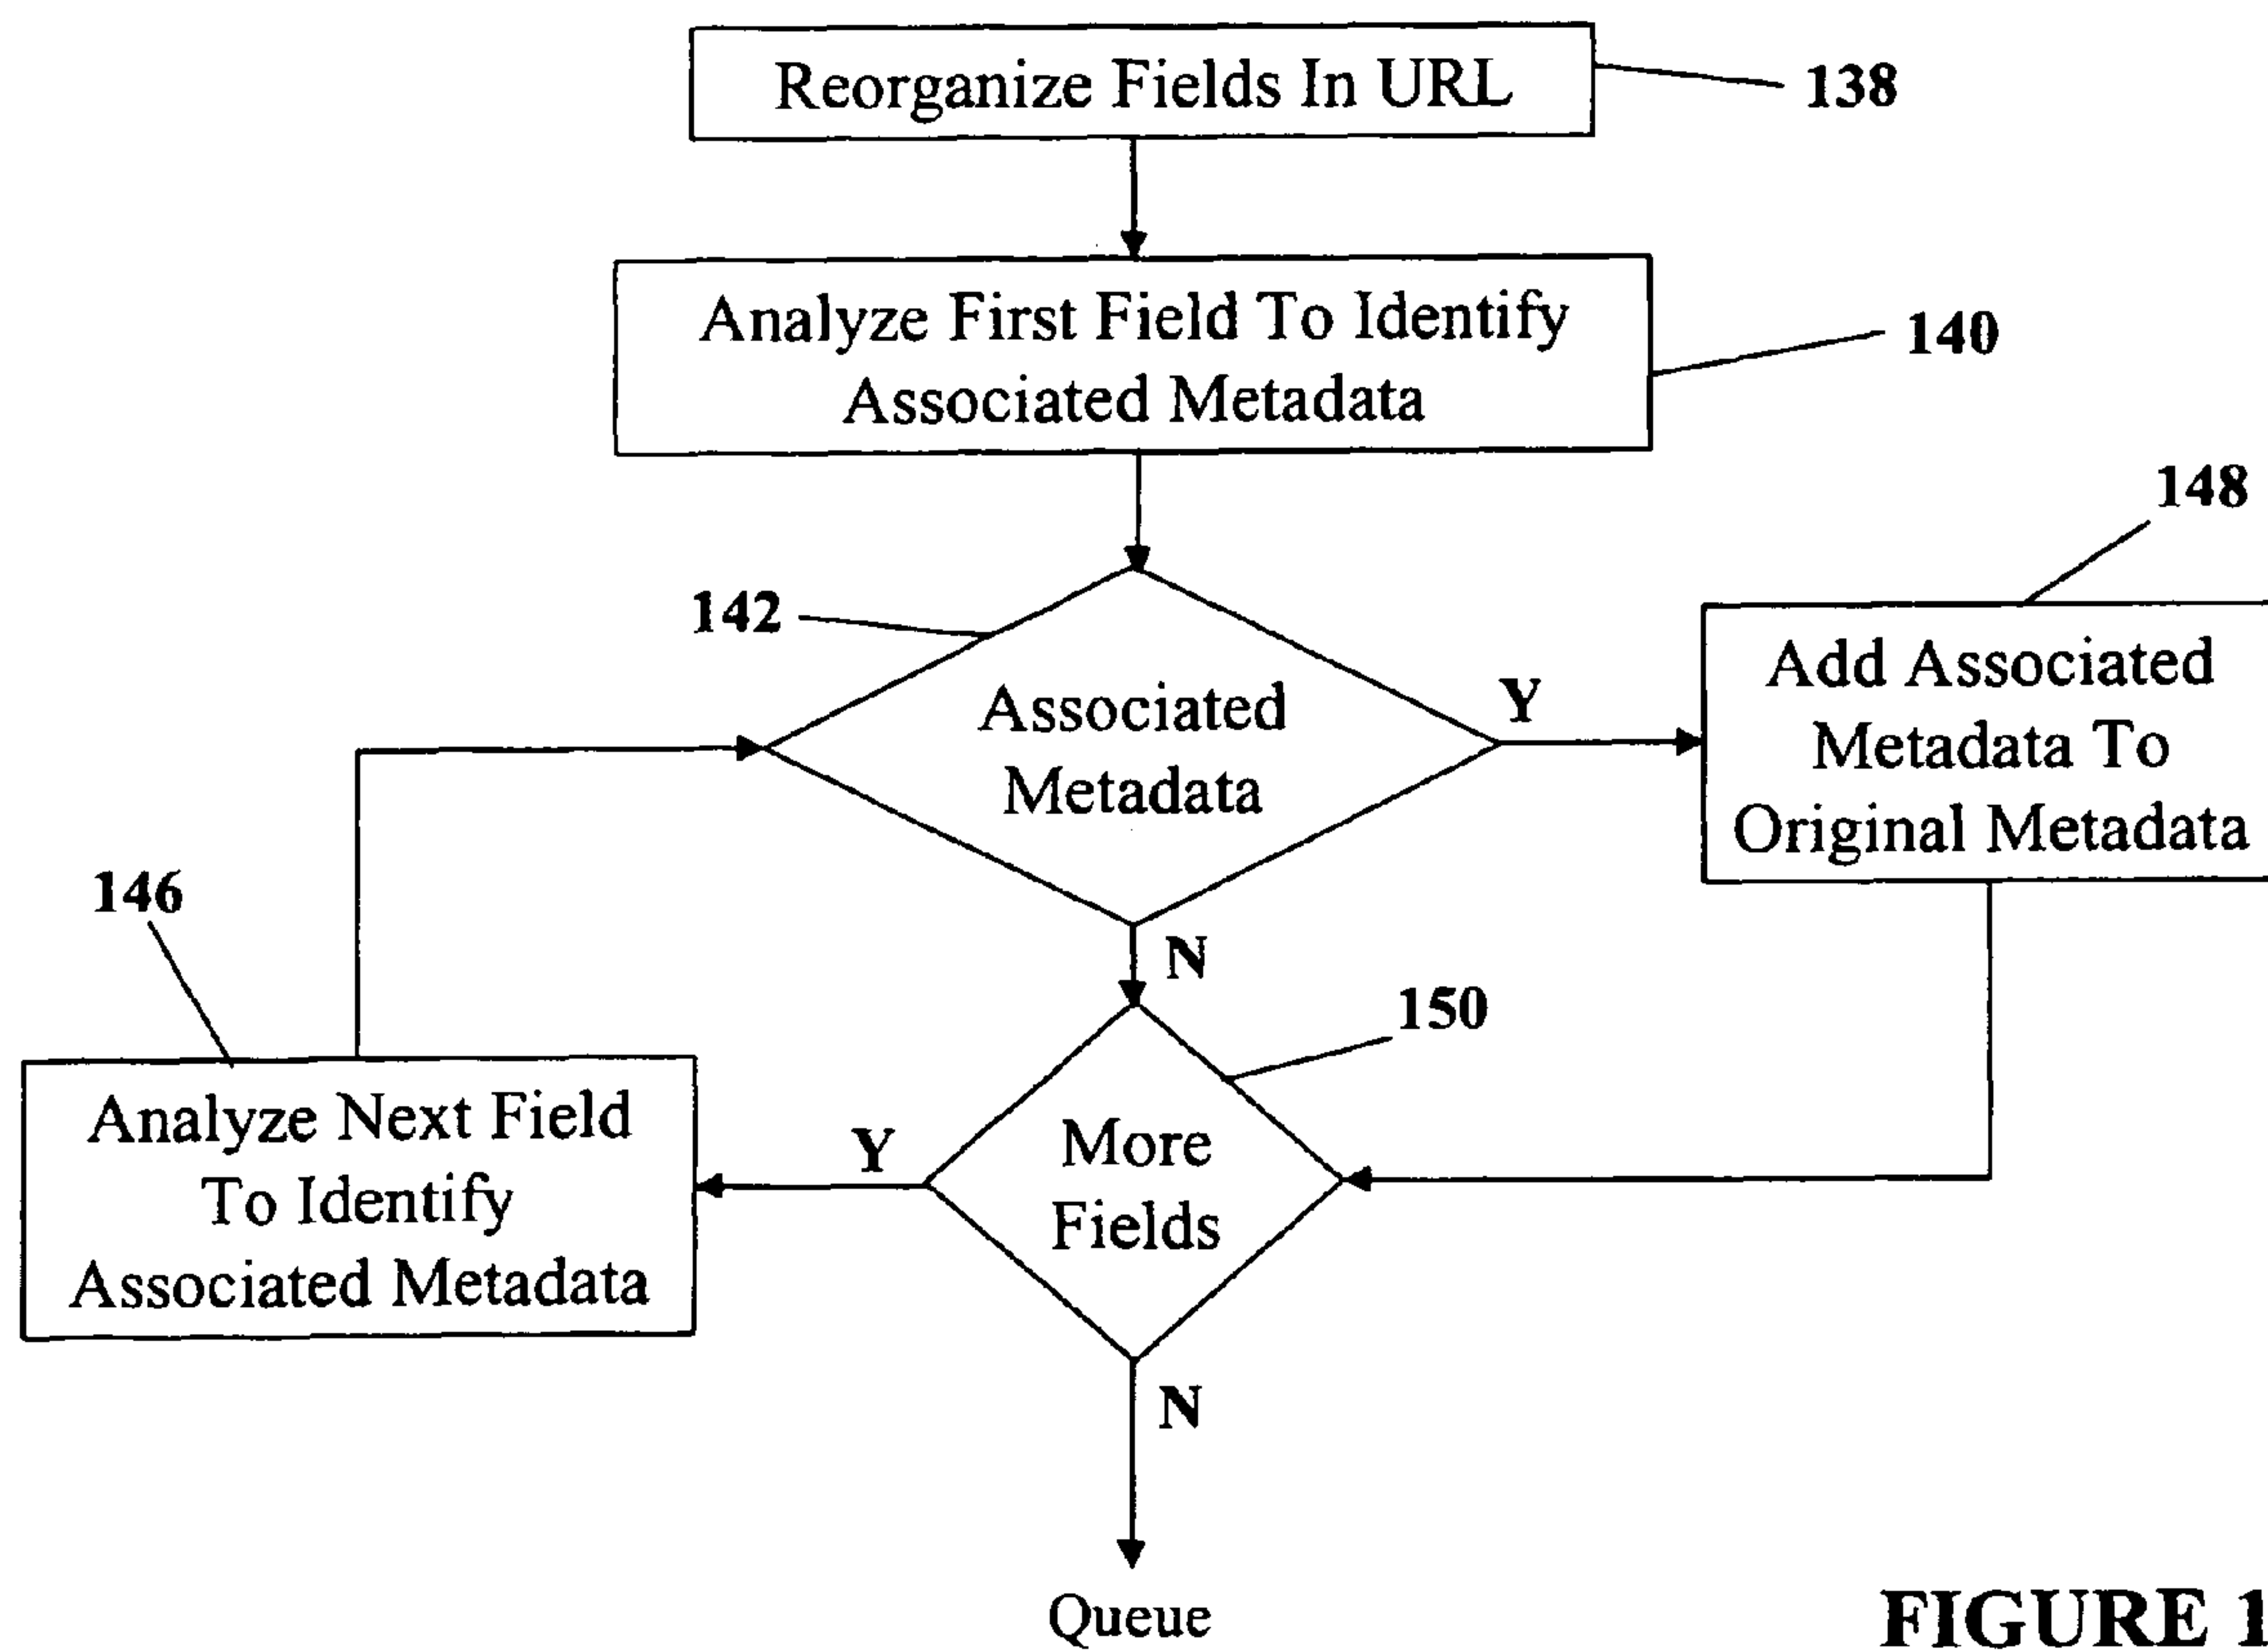 Reorganize Fields In URL
138
Analyze First Field To Identify
Associated Metadata
140
148
142
Associated
Metadata
Y
Add Associated
Metadata To
Original Metadata
146
N
150
Analyze Next Field
To Identify
Associated Metadata
Y
More
Fields
N
Queue
FIGURE 1